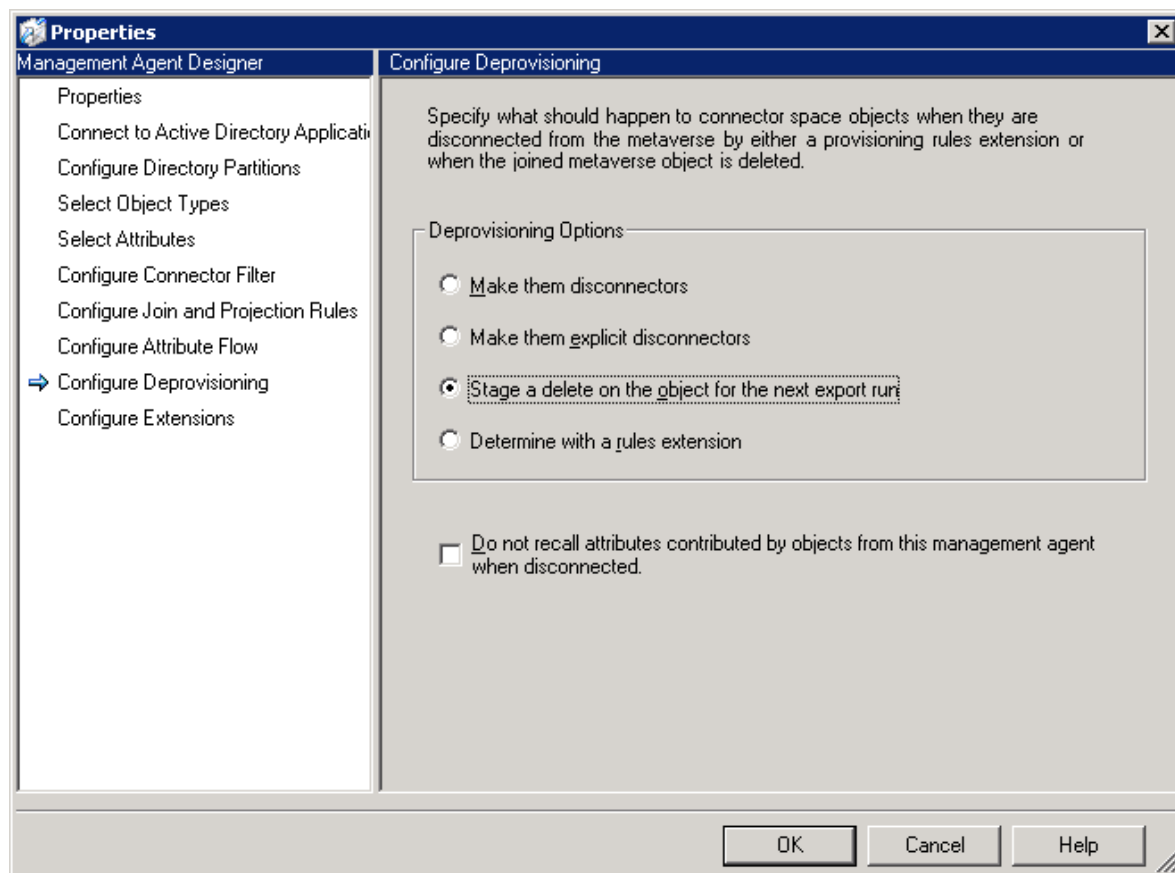 Properties
Management Agent Designer
Configure Deprovisioning
Properties
Connect to Active Directory Applicati
Configure Directory Partitions
Select Object Types
Select Attributes
Configure Connector Filter
Configure Join and Projection Rules
Configure Attribute Flow
Configure Deprovisioning
Configure Extensions
Specify what should happen to connector space objects when they are
disconnected from the metaverse by either a provisioning rules extension or
when the joined metaverse object is deleted.
Deprovisioning Options
Make them disconnectors
Make them explicit disconnectors
Stage a delete on the object for the next export run
Determine with a rules extension
Do not recall attributes contributed by objects from this management agent
when disconnected.
OK
Cancel
Help